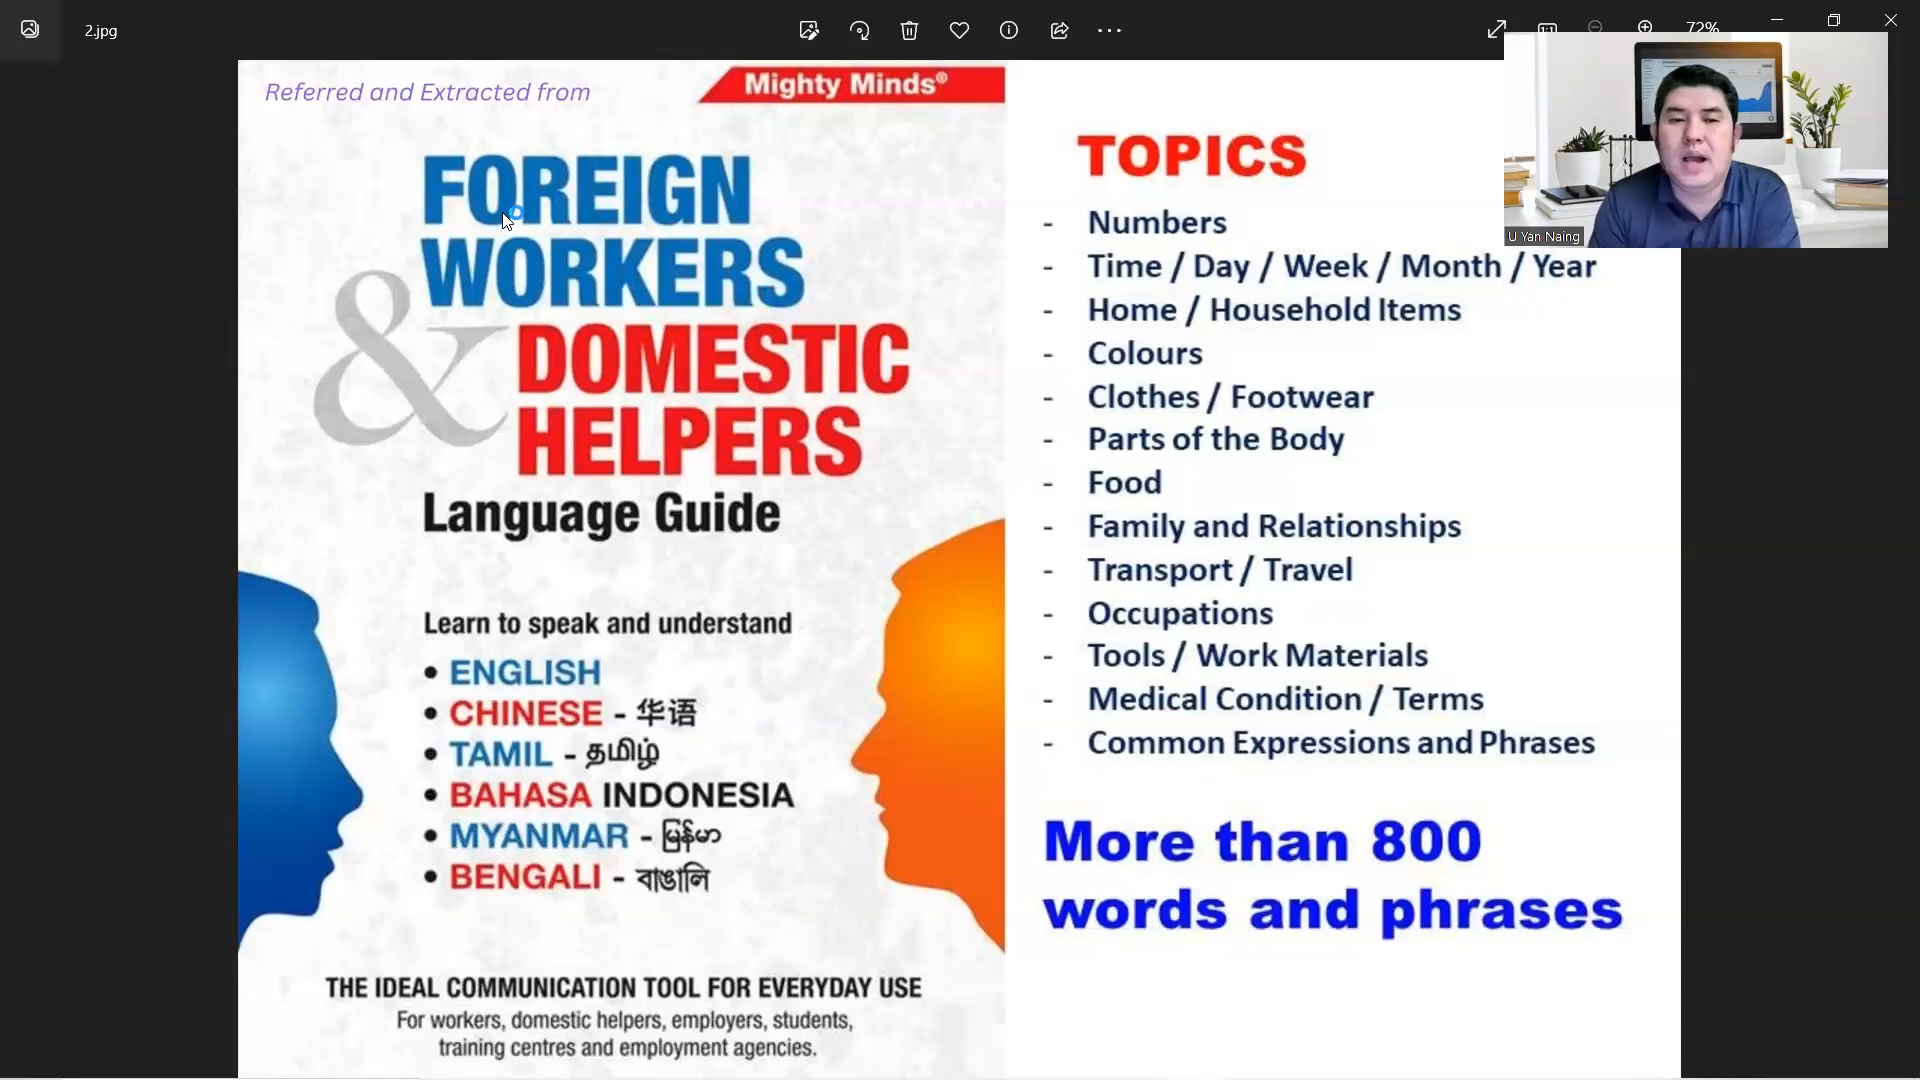 2.jpg
72%
Referred and Extracted from
Mighty Minds®
FOREIGN
WORKERS
&
DOMESTIC
HELPERS
Language Guide
Learn to speak and understand
• ENGLISH
• CHINESE - 华语
• TAMIL - தமிழ்
• BAHASA INDONESIA
• MYANMAR - မြန်မာ
• BENGALI - বাঙালি
THE IDEAL COMMUNICATION TOOL FOR EVERYDAY USE
For workers, domestic helpers, employers, students,
training centres and employment agencies.
TOPICS
- Numbers
- Time / Day / Week / Month / Year
- Home / Household Items
- Colours
- Clothes / Footwear
- Parts of the Body
- Food
- Family and Relationships
- Transport / Travel
- Occupations
- Tools / Work Materials
- Medical Condition / Terms
- Common Expressions and Phrases
More than 800
words and phrases
U Yan Naing